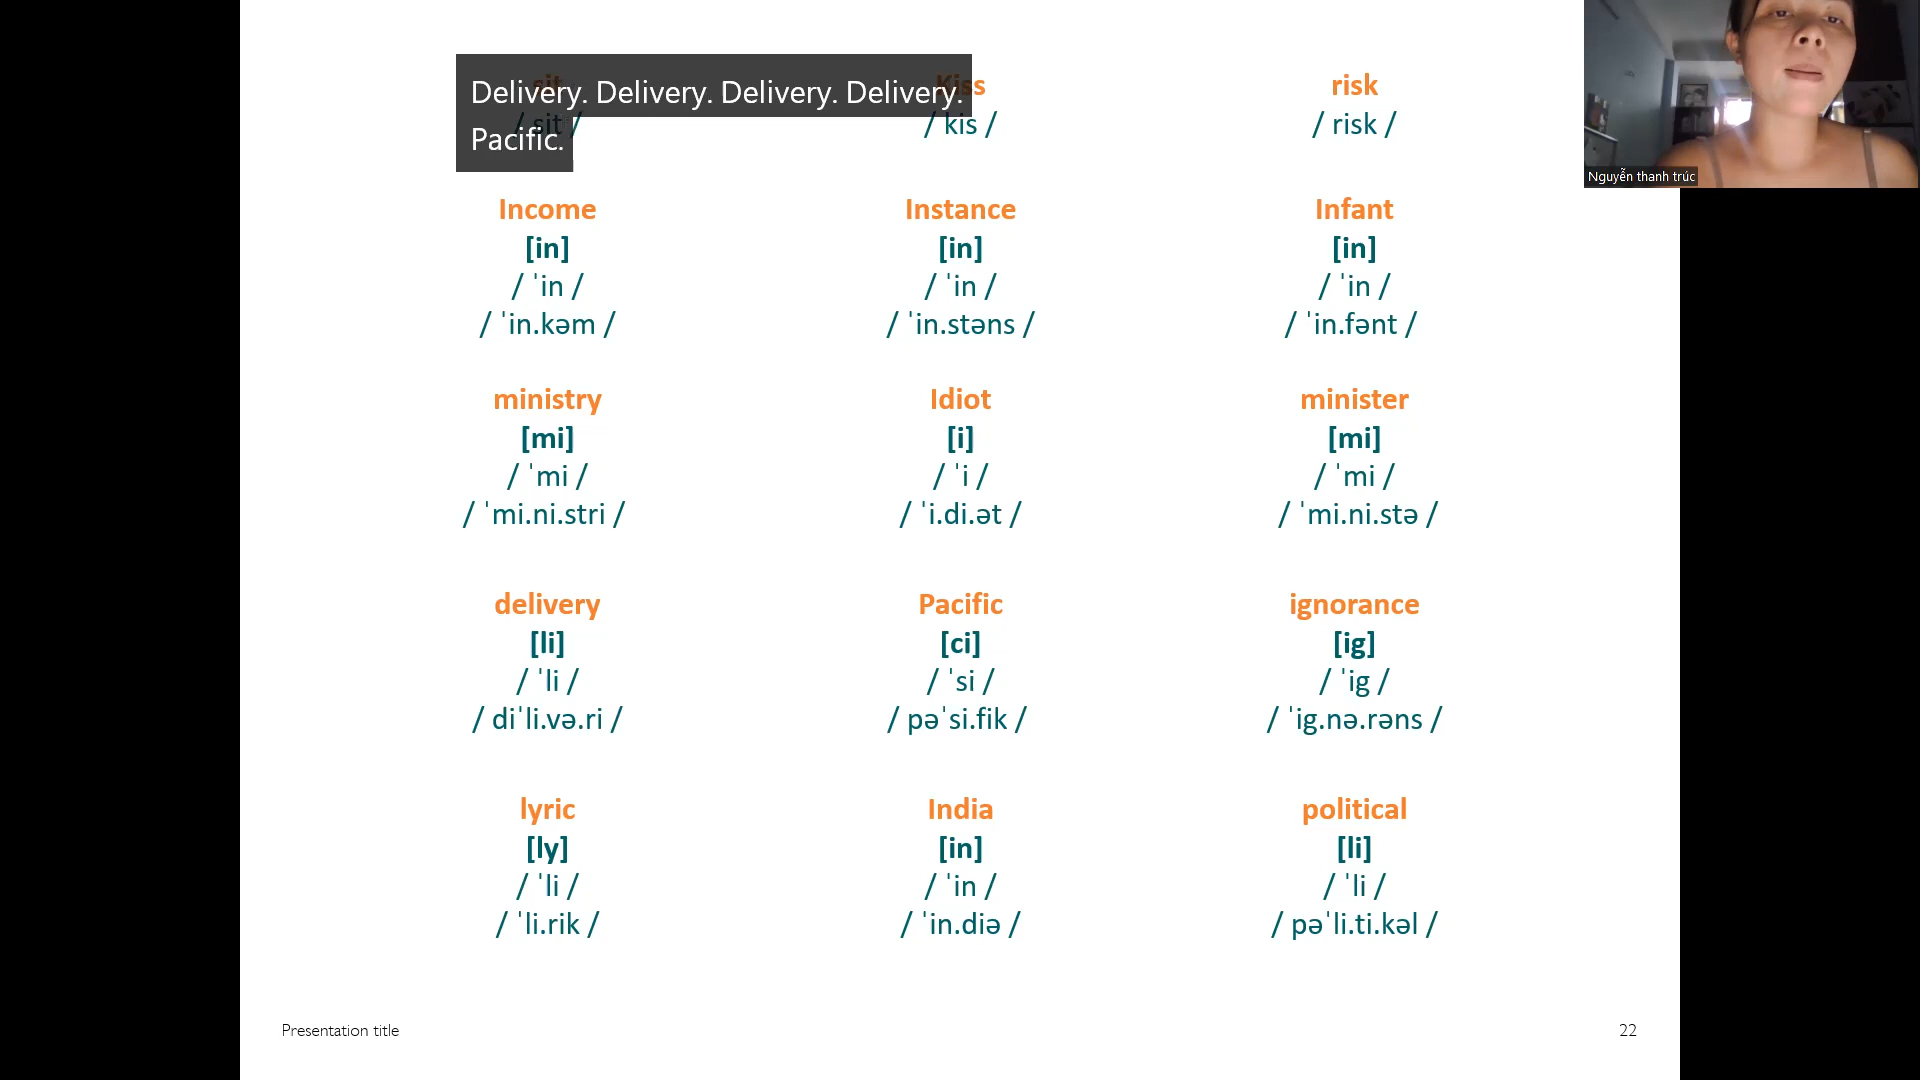 Delivery. Delivery. Delivery. Delivery.
Pacific.
sit
/ sit /
Kiss
/ kis /
risk
/ risk /
Nguyễn thanh trúc
Income
[in]
/ ˈin /
/ ˈin.kəm /
Instance
[in]
/ ˈin /
/ ˈin.stəns /
Infant
[in]
/ ˈin /
/ ˈin.fənt /
ministry
[mi]
/ ˈmi /
/ ˈmi.ni.stri /
Idiot
[i]
/ ˈi /
/ ˈi.di.ət /
minister
[mi]
/ ˈmi /
/ ˈmi.ni.stə /
delivery
[li]
/ ˈli /
/ diˈli.və.ri /
Pacific
[ci]
/ ˈsi /
/ pəˈsi.fik /
ignorance
[ig]
/ ˈig /
/ ˈig.nə.rəns /
lyric
[ly]
/ ˈli /
/ ˈli.rik /
India
[in]
/ ˈin /
/ ˈin.diə /
political
[li]
/ ˈli /
/ pəˈli.ti.kəl /
Presentation title
22